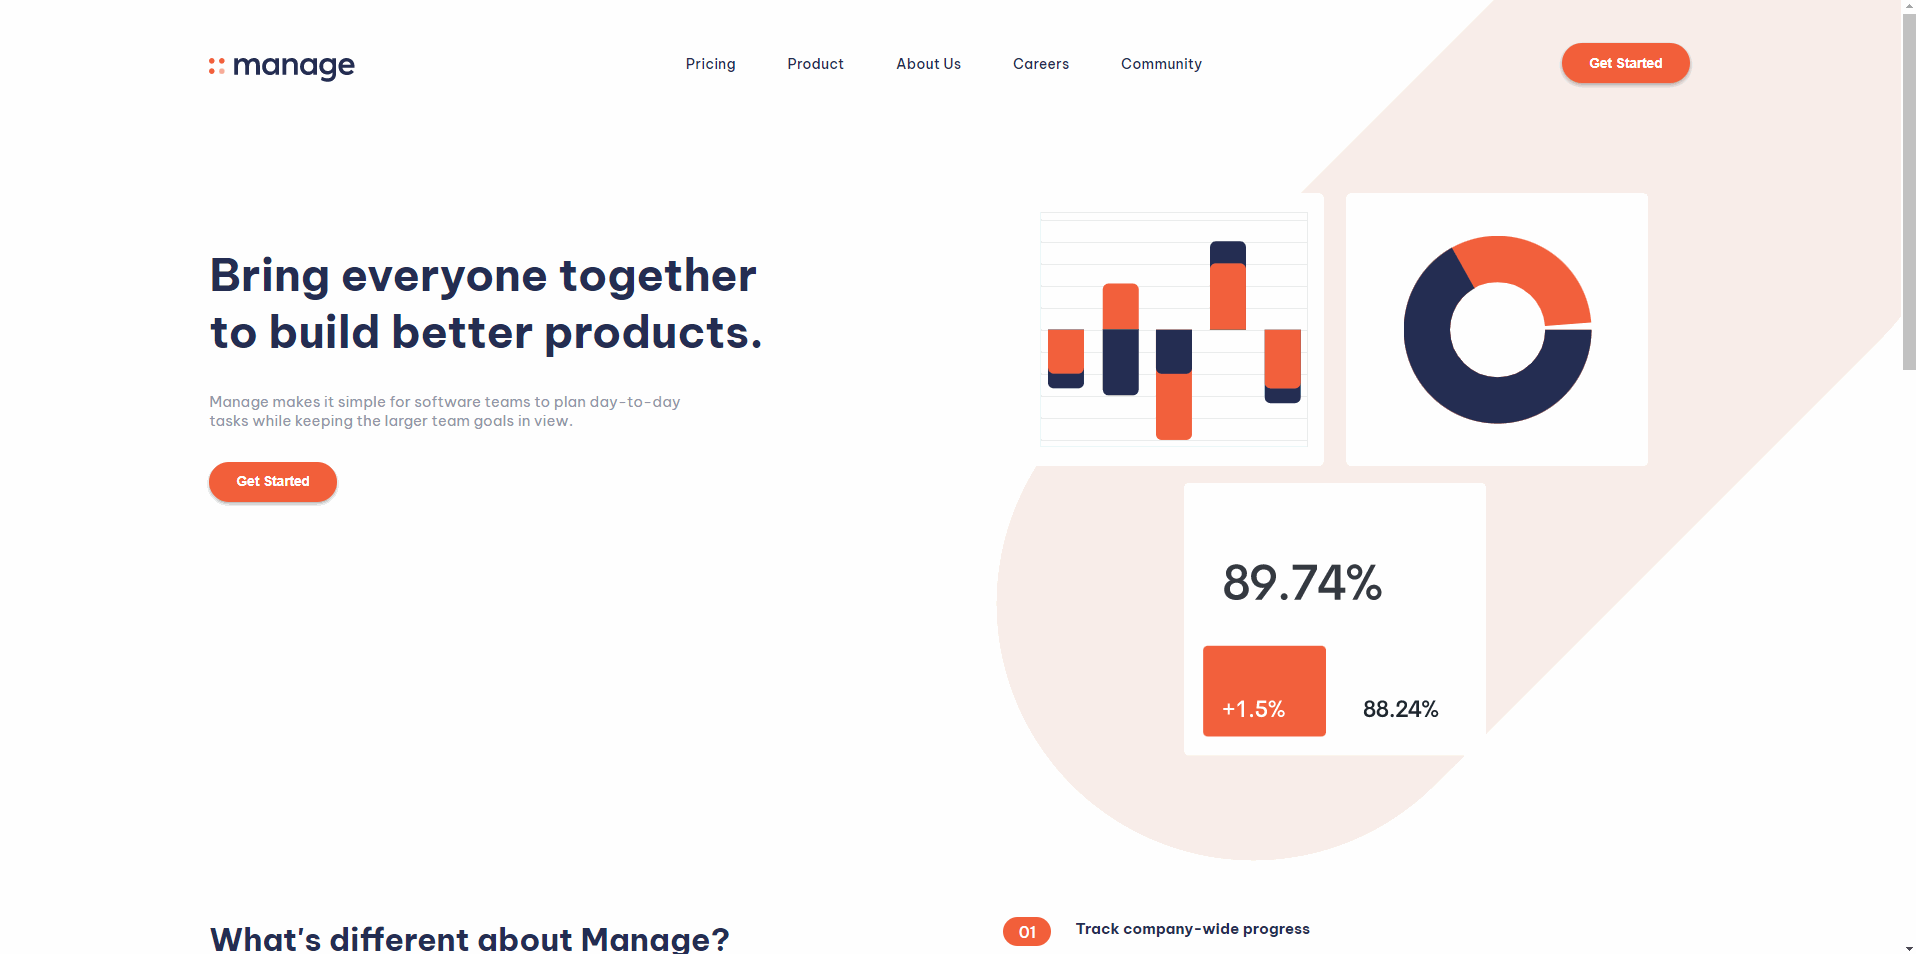 manage
Pricing
Product
About Us
Careers
Community
Get Started
Bring everyone together
to build better products.
Manage makes it simple for software teams to plan day-to-day
tasks while keeping the larger team goals in view.
Get Started
89.74%
+1.5%
88.24%
What's different about Manage?
01
Track company-wide progress